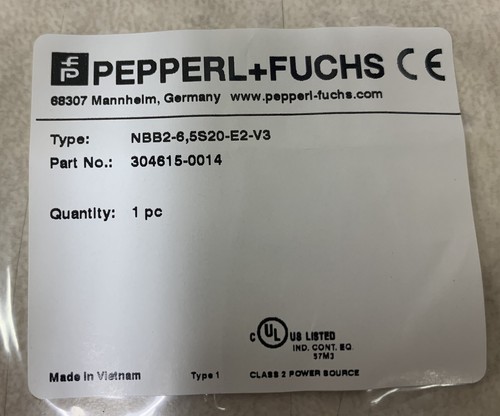 PEPPERL+FUCHS CE
68307 Mannheim, Germany www.pepperl-fuchs.com
Type: NBB2-6,5S20-E2-V3
Part No.: 304615-0014
Quantity: 1 pc
C UL US LISTED
IND. CONT. EQ.
57M3
Made in Vietnam Type 1 CLASS 2 POWER SOURCE